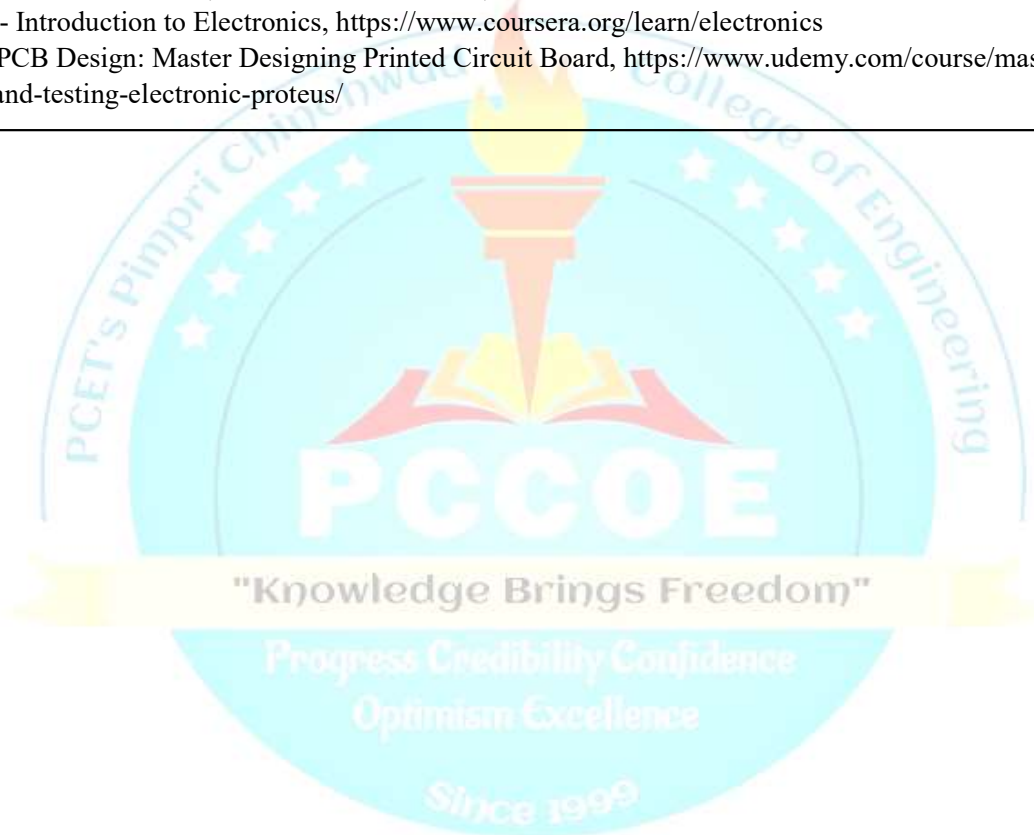 - Introduction to Electronics, https://www.coursera.org/learn/electronics
PCB Design: Master Designing Printed Circuit Board, https://www.udemy.com/course/mas
and-testing-electronic-proteus/
PCET's Pimpri Chinchwad College of Engineering
PCCOE
"Knowledge Brings Freedom"
Progress Credibility Confidence
Optimism Excellence
Since 1999